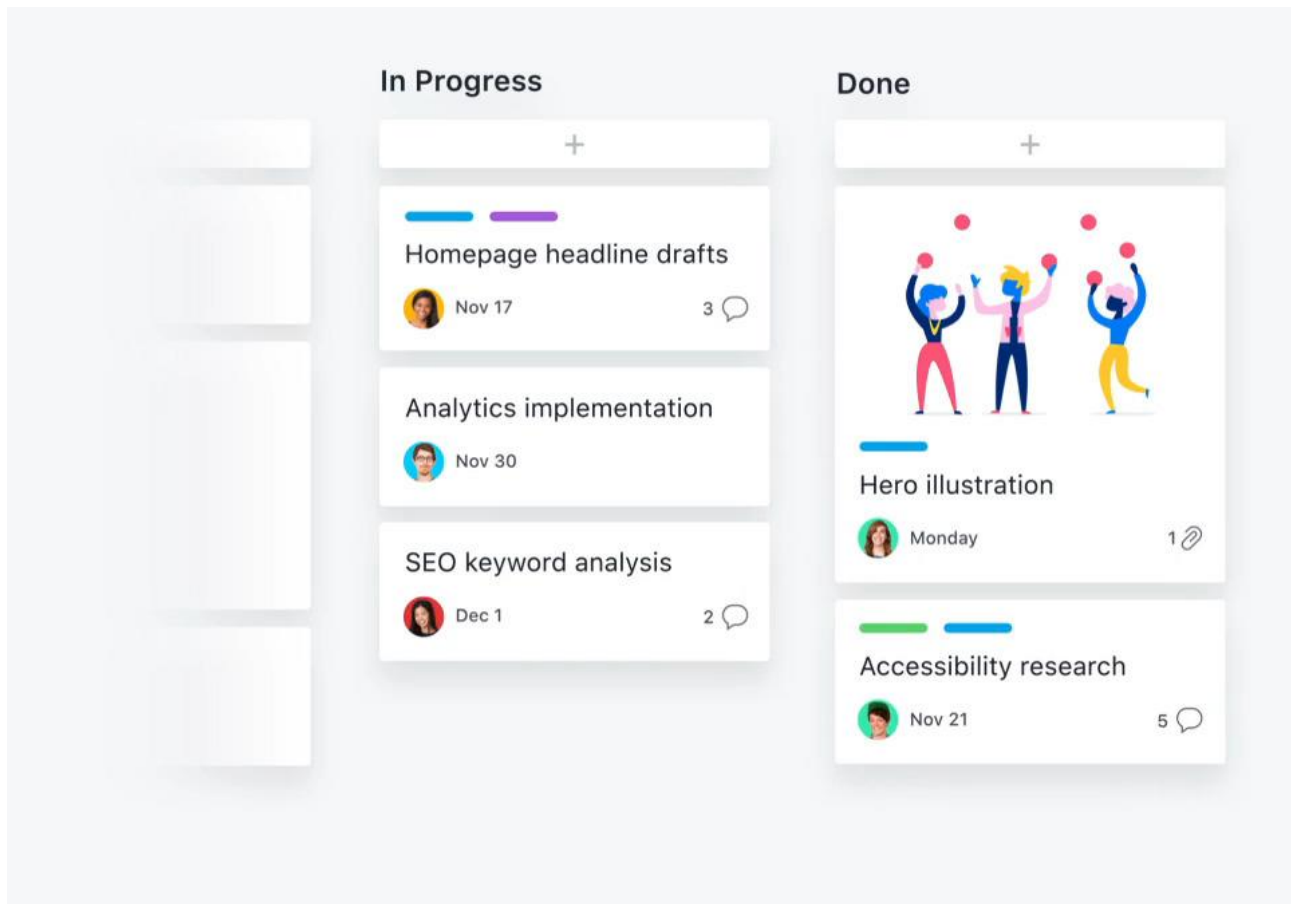 In Progress
+
Homepage headline drafts
Nov 17
3
Analytics implementation
Nov 30
SEO keyword analysis
Dec 1
2
Done
+
Hero illustration
Monday
1
Accessibility research
Nov 21
5